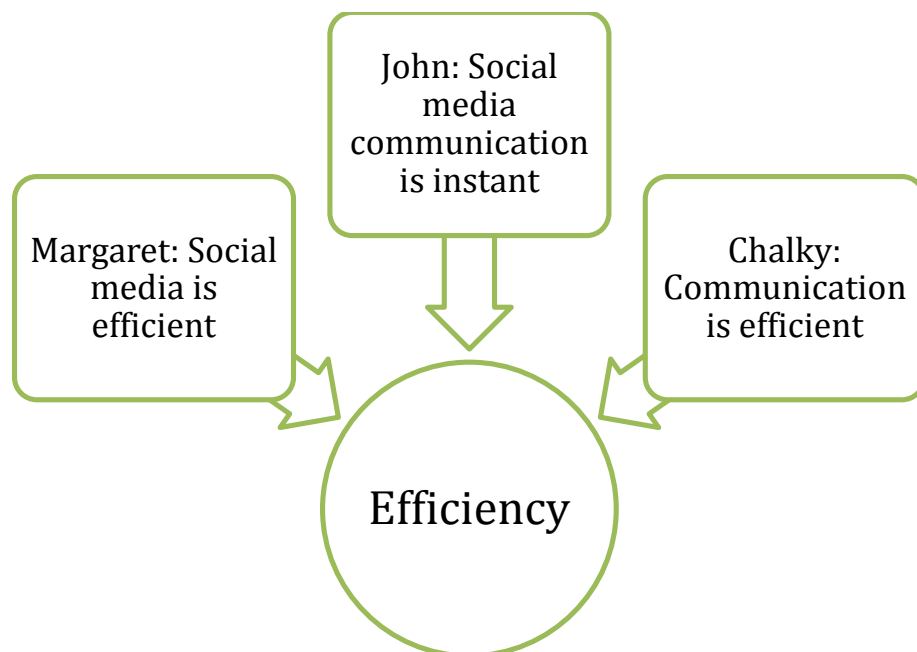 John: Social
media
communication
is instant
Margaret: Social
media is
efficient
Chalky:
Communication
is efficient
Efficiency